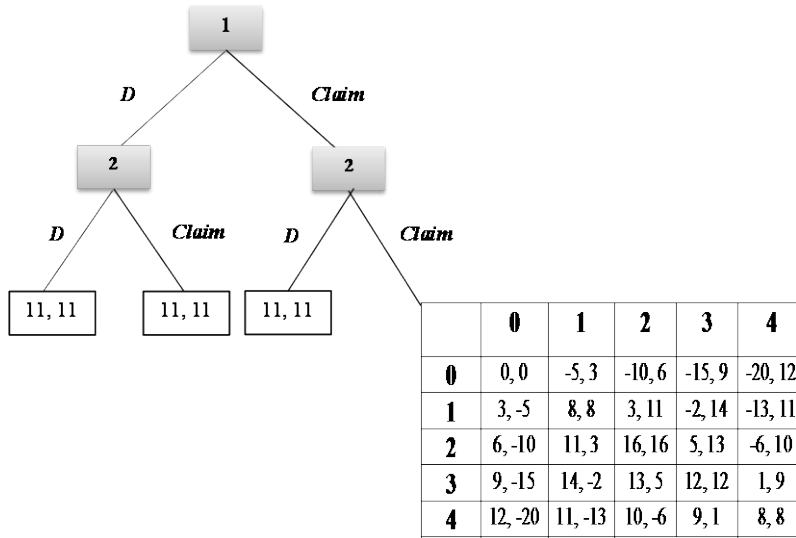 1
D Claim
2 2
D Claim D Claim
11, 11 11, 11 11, 11
0 1 2 3 4
0 0, 0 -5, 3 -10, 6 -15, 9 -20, 12
1 3, -5 8, 8 3, 11 -2, 14 -13, 11
2 6, -10 11, 3 16, 16 5, 13 -6, 10
3 9, -15 14, -2 13, 5 12, 12 1, 9
4 12, -20 11, -13 10, -6 9, 1 8, 8